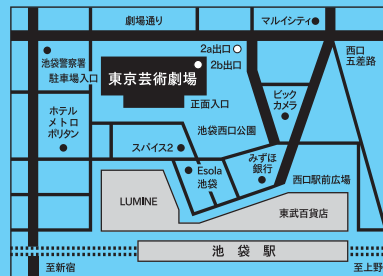 劇場通り
マルイシティ
2a出口
西口
五差路
池袋警察署
駐車場入口
2b出口
東京芸術劇場
正面入口
ビック
カメラ
ホテル
メトロ
ポリタン
池袋西口公園
スパイス2
みずほ
銀行
Esola
池袋
西口駅前広場
LUMINE
東武百貨店
池袋駅
至新宿
至上野